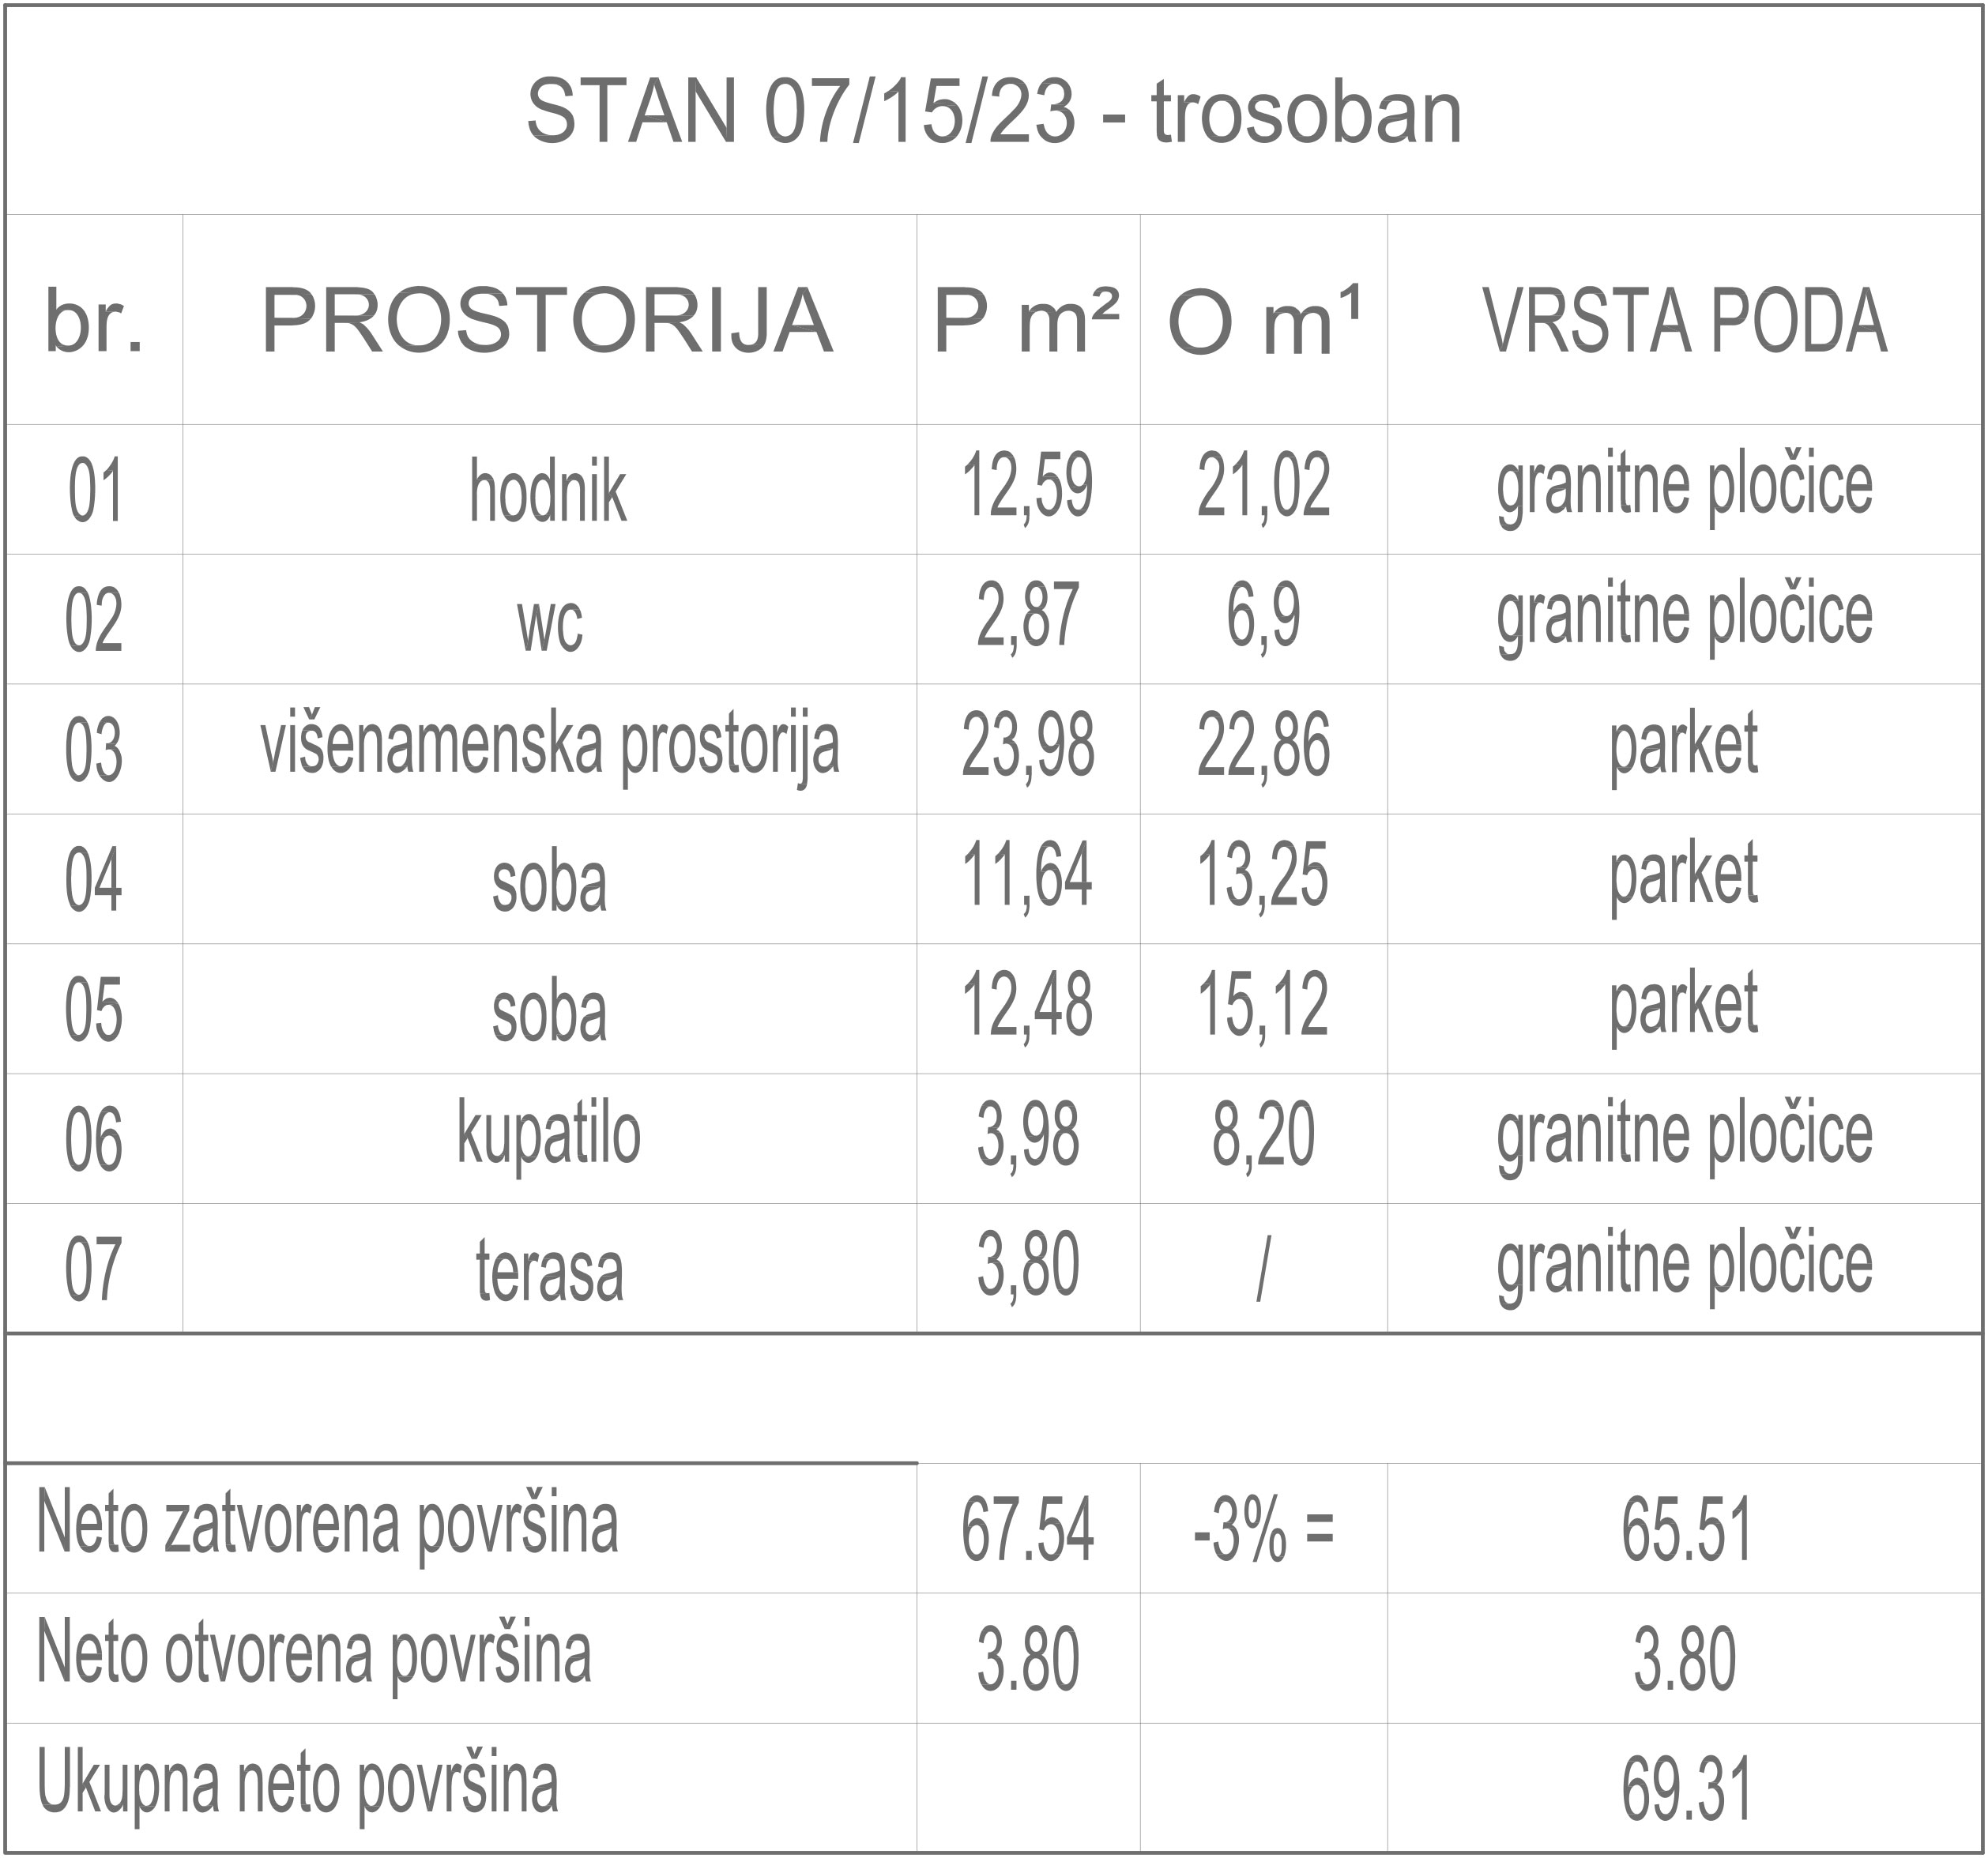 STAN 07/15/23 - trosoban
br. PROSTORIJA P m² O m¹ VRSTA PODA
01 hodnik 12,59 21,02 granitne pločice
02 wc 2,87 6,9 granitne pločice
03 višenamenska prostorija 23,98 22,86 parket
04 soba 11,64 13,25 parket
05 soba 12,48 15,12 parket
06 kupatilo 3,98 8,20 granitne pločice
07 terasa 3,80 / granitne pločice
Neto zatvorena površina 67.54 -3% = 65.51
Neto otvorena površina 3.80 3.80
Ukupna neto površina 69.31